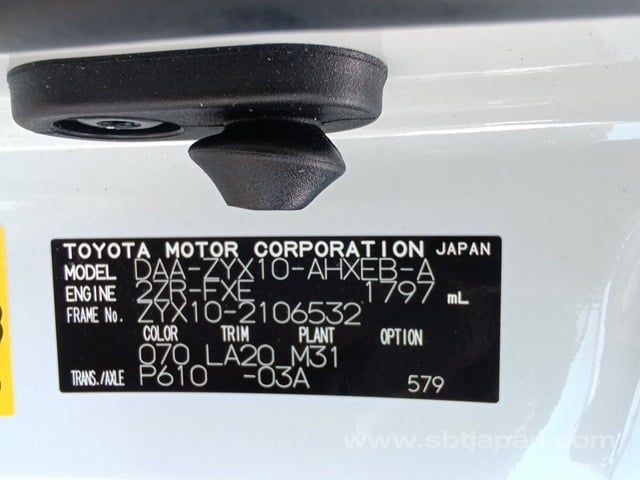 TOYOTA MOTOR CORPORATION JAPAN
MODEL DAA-ZYX10-AHXEB-A
ENGINE 2ZR-FXE 1797 mL
FRAME No. ZYX10-2106532
COLOR TRIM PLANT OPTION
070 LA20 M31
TRANS./AXLE P610 -03A 579
www.sbtjapan.com